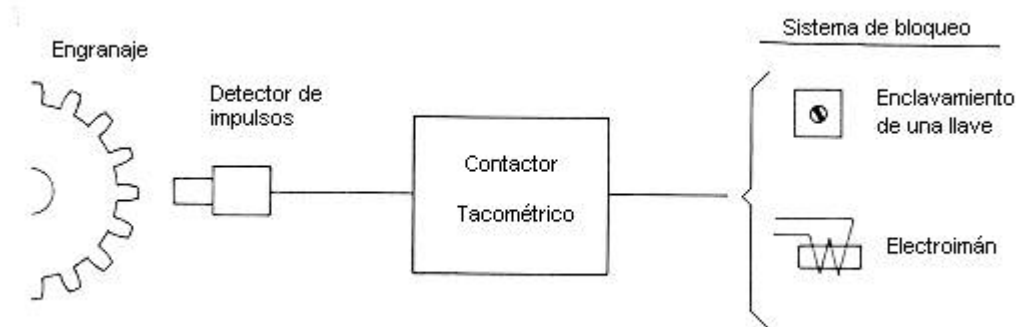 Sistema de bloqueo
Engranaje
Detector de
impulsos
Enclavamiento
de una llave
Contactor
Tacométrico
Electroimán